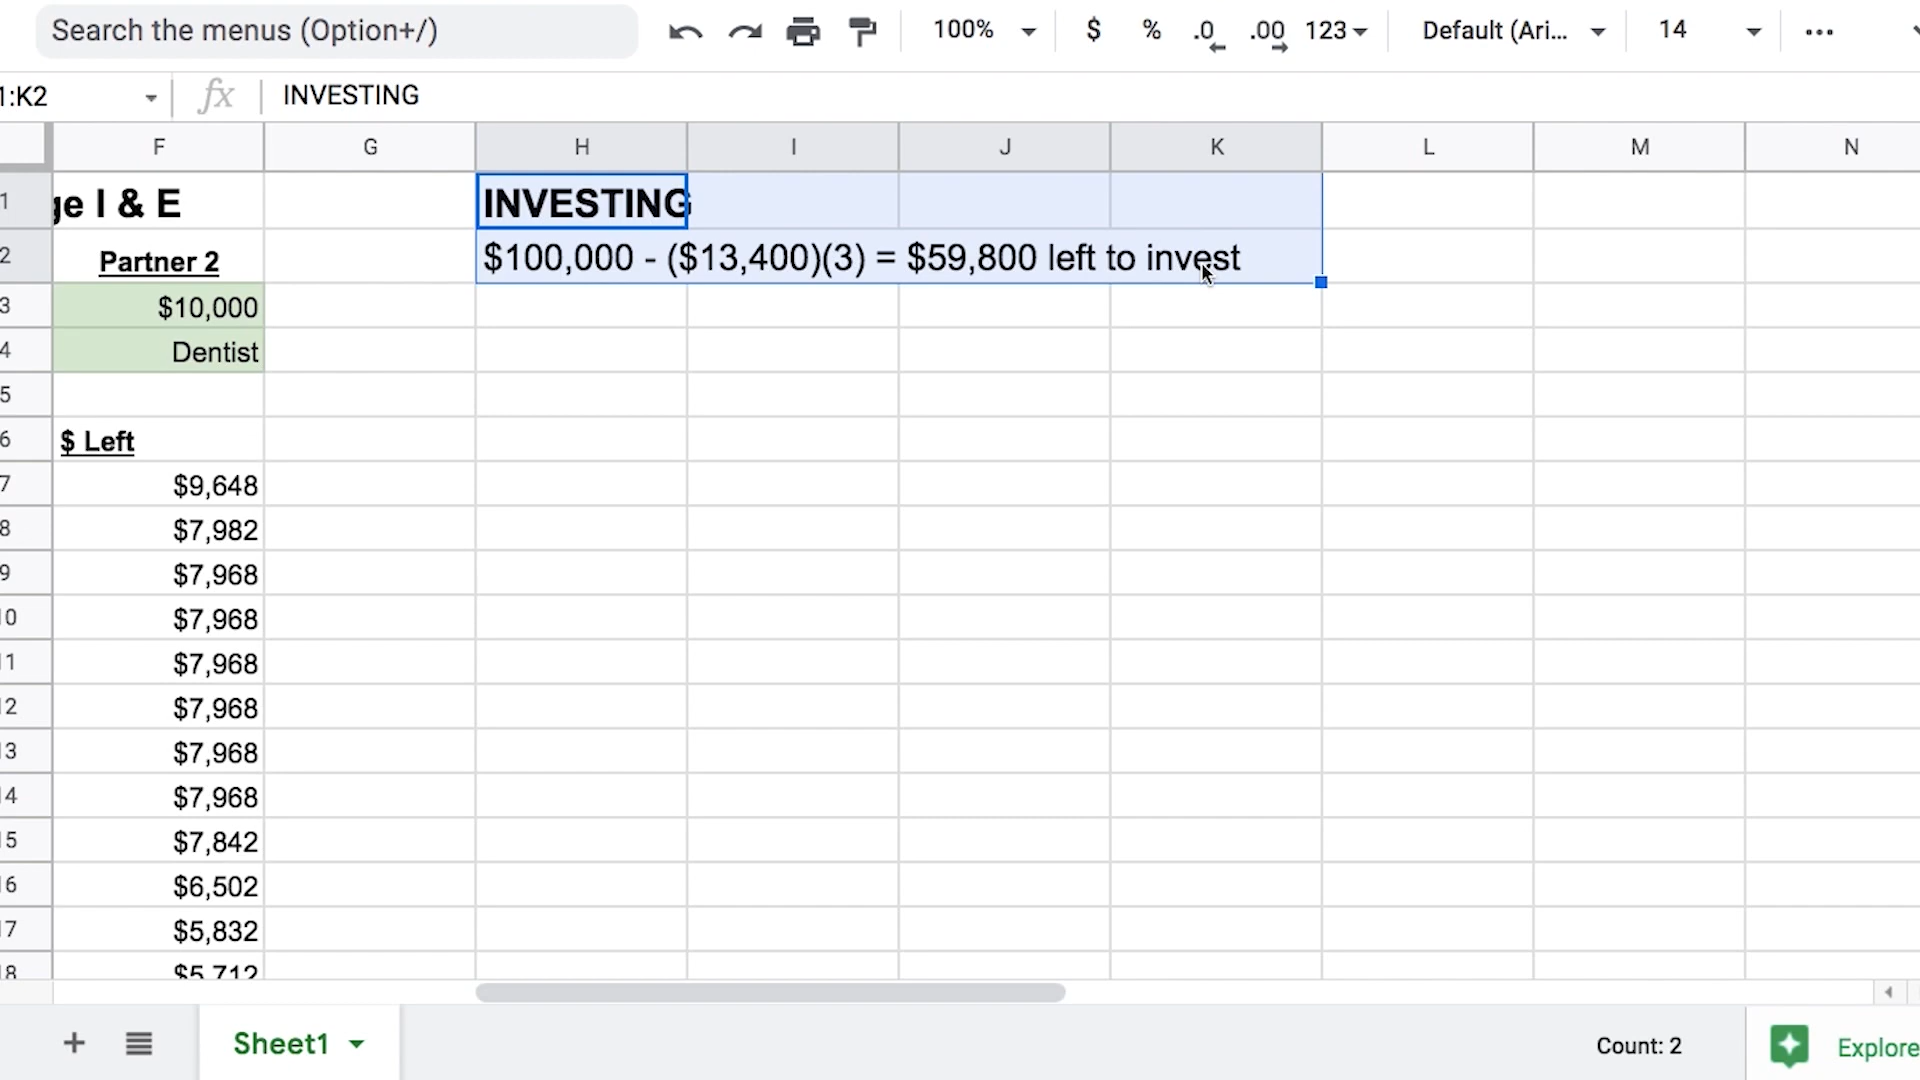 Search the menus (Option+/) 100% $ % .0 .00 123 Default (Ari... 14 ...
1:K2 fx INVESTING
F G H I J K L M N
1 ge I & E INVESTING
2 Partner 2 $100,000 - ($13,400)(3) = $59,800 left to invest
3 $10,000
4 Dentist
5
6 $ Left
7 $9,648
8 $7,982
9 $7,968
10 $7,968
11 $7,968
12 $7,968
13 $7,968
14 $7,968
15 $7,842
16 $6,502
17 $5,832
18 $5,712
+ Sheet1 Count: 2 Explore